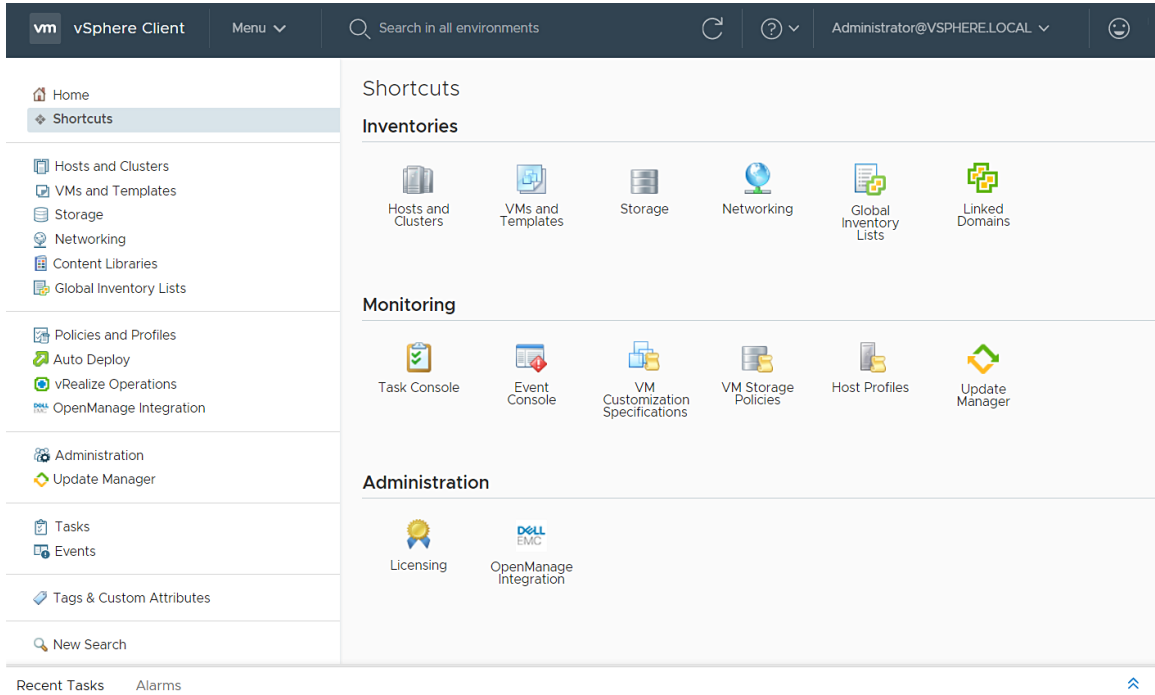 vm vSphere Client Menu Search in all environments Administrator@VSPHERE.LOCAL
Home
Shortcuts
Hosts and Clusters
VMs and Templates
Storage
Networking
Content Libraries
Global Inventory Lists
Policies and Profiles
Auto Deploy
vRealize Operations
DELL EMC OpenManage Integration
Administration
Update Manager
Tasks
Events
Tags & Custom Attributes
New Search
Shortcuts
Inventories
Hosts and
Clusters
VMs and
Templates
Storage
Networking
Global
Inventory
Lists
Linked
Domains
Monitoring
Task Console
Event
Console
VM
Customization
Specifications
VM Storage
Policies
Host Profiles
Update
Manager
Administration
Licensing
DELL
EMC
OpenManage
Integration
Recent Tasks Alarms